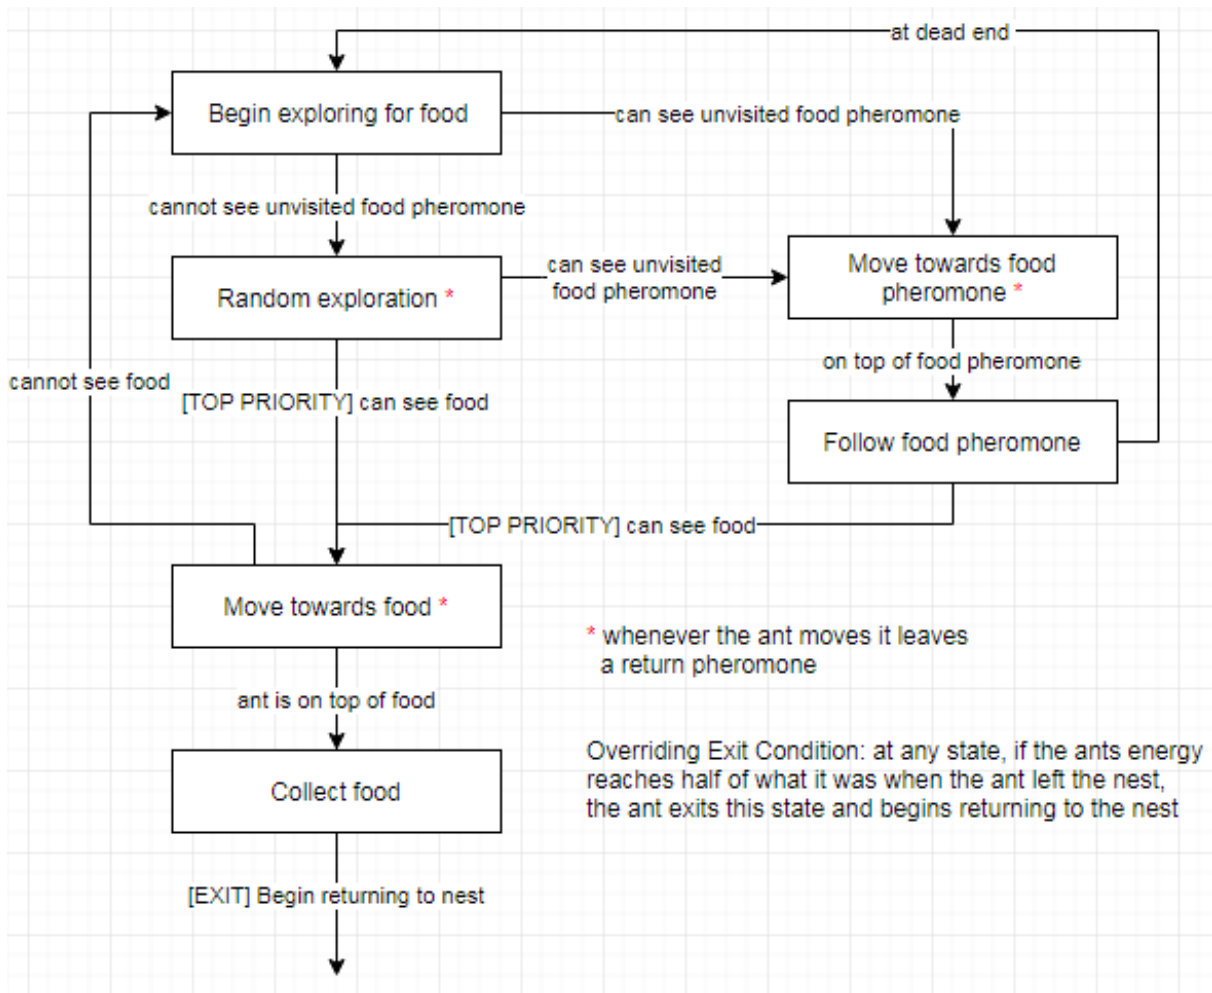 at dead end
Begin exploring for food
can see unvisited food pheromone
cannot see unvisited food pheromone
can see unvisited
food pheromone
Move towards food
pheromone *
Random exploration *
on top of food pheromone
cannot see food
[TOP PRIORITY] can see food
Follow food pheromone
[TOP PRIORITY] can see food
Move towards food *
* whenever the ant moves it leaves
a return pheromone
ant is on top of food
Overriding Exit Condition: at any state, if the ants energy
reaches half of what it was when the ant left the nest,
the ant exits this state and begins returning to the nest
Collect food
[EXIT] Begin returning to nest